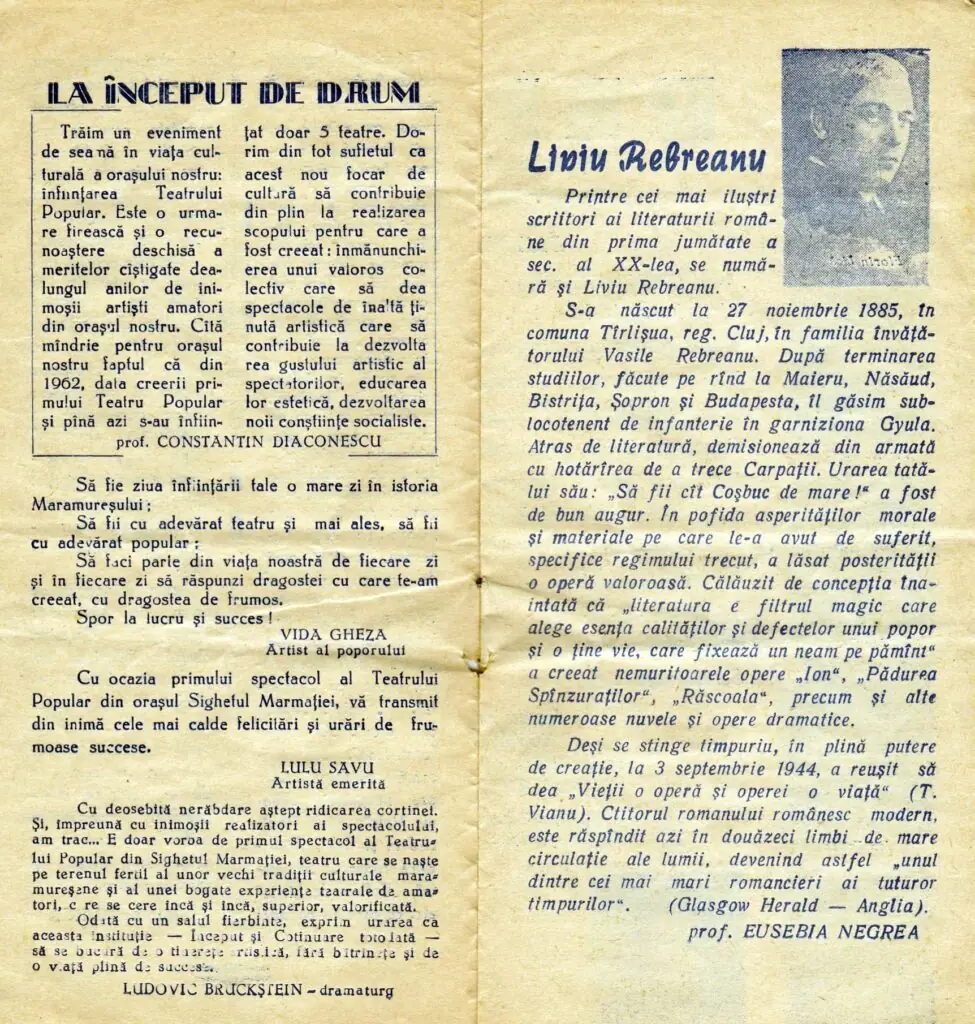 LA ÎNCEPUT DE DRUM
Trăim un eveniment
de seamă în viața cul-
turală a orașului nostru:
înființarea Teatrului
Popular. Este o urma-
re firească și o recu-
noaștere deschisă a
meritelor cîștigate dea-
lungul anilor de ini-
moșii artiști amatori
din orașul nostru. Cîtă
mîndrie pentru orașul
nostru faptul că din
1962, data creerii pri-
mului Teatru Popular
și pînă azi s-au înfiin-
țat doar 5 teatre. Do-
rim din tot sufletul ca
acest nou focar de
cultură să contribuie
din plin la realizarea
scopului pentru care a
fost creeat: inmănunchi-
erea unui valoros co-
lectiv care să dea
spectacole de înaltă ți-
nută artistică care să
contribuie la dezvolta
rea gustului artistic al
spectatorilor, educarea
lor estetică, dezvoltarea
noii conștiințe socialiste.
prof. CONSTANTIN DIACONESCU
Să fie ziua înființării tale o mare zi în istoria
Maramureșului;
Să fii cu adevărat teatru și mai ales, să fii
cu adevărat popular;
Să faci parte din viața noastră de fiecare zi
și în fiecare zi să răspunzi dragostei cu care te-am
creeat, cu dragostea de frumos.
Spor la lucru și succes!
VIDA GHEZA
Artist al poporului
Cu ocazia primului spectacol al Teatrului
Popular din orașul Sighetul Marmației, vă transmit
din inimă cele mai calde felicitări și urări de fru-
moase succese.
LULU SAVU
Artistă emerită
Cu deosebită nerăbdare aștept ridicarea cortinei.
Și, împreună cu inimoșii realizatori ai spectacolului,
am trac... E doar vorba de primul spectacol al Teatru-
lui Popular din Sighetul Marmației, teatru care se naște
pe terenul fertil al unor vechi tradiții culturale mara-
mureșene și al unei bogate experiențe teatrale de ama-
tori, c re se cere încă și încă, superior, valorificată.
Odată cu un salut fierbinte, exprim urarea ca
această instituție — Început și Cotinuare totolată —
să se bucură de o tinerețe artistică, fără bătrînețe și de
o viață plină de succese.
LUDOVIC BRUCKSTEIN – dramaturg
Liviu Rebreanu
Printre cei mai iluștri
scriitori ai literaturii romà-
ne din prima jumătate a
sec. al XX-lea, se numă-
ră și Liviu Rebreanu.
S-a născut la 27 noiembrie 1885, în
comuna Tîrlișua, reg. Cluj, în familia învăță-
torului Vasile Rebreanu. După terminarea
studiilor, făcute pe rînd la Maieru, Năsăud,
Bistrița, Șopron și Budapesta, îl găsim sub-
locotenent de infanterie în garniziona Gyula.
Atras de literatură, demisionează din armată
cu hotărîrea de a trece Carpații. Urarea tată-
lui său: „Să fii cît Coșbuc de mare!“ a fost
de bun augur. În pofida asperităților morale
și materiale pe care le-a avut de suferit,
specifice regimului trecut, a lăsat posterității
o operă valoroasă. Călăuzit de concepția îna-
intată că „literatura e filtrul magic care
alege esența calităților și defectelor unui popor
și o ține vie, care fixează un neam pe pămînt“
a creeat nemuritoarele opere „Ion“, „Pădurea
Spînzuraților“, „Răscoala“, precum și alte
numeroase nuvele și opere dramatice.
Deși se stinge timpuriu, în plină putere
de creație, la 3 septembrie 1944, a reușit să
dea „Vieții o operă și operei o viață“ (T.
Vianu). Ctitorul romanului românesc modern,
este răspîndit azi în douăzeci limbi de mare
circulație ale lumii, devenind astfel „unul
dintre cei mai mari romancieri ai tuturor
timpurilor“. (Glasgow Herald — Anglia).
prof. EUSEBIA NEGREA